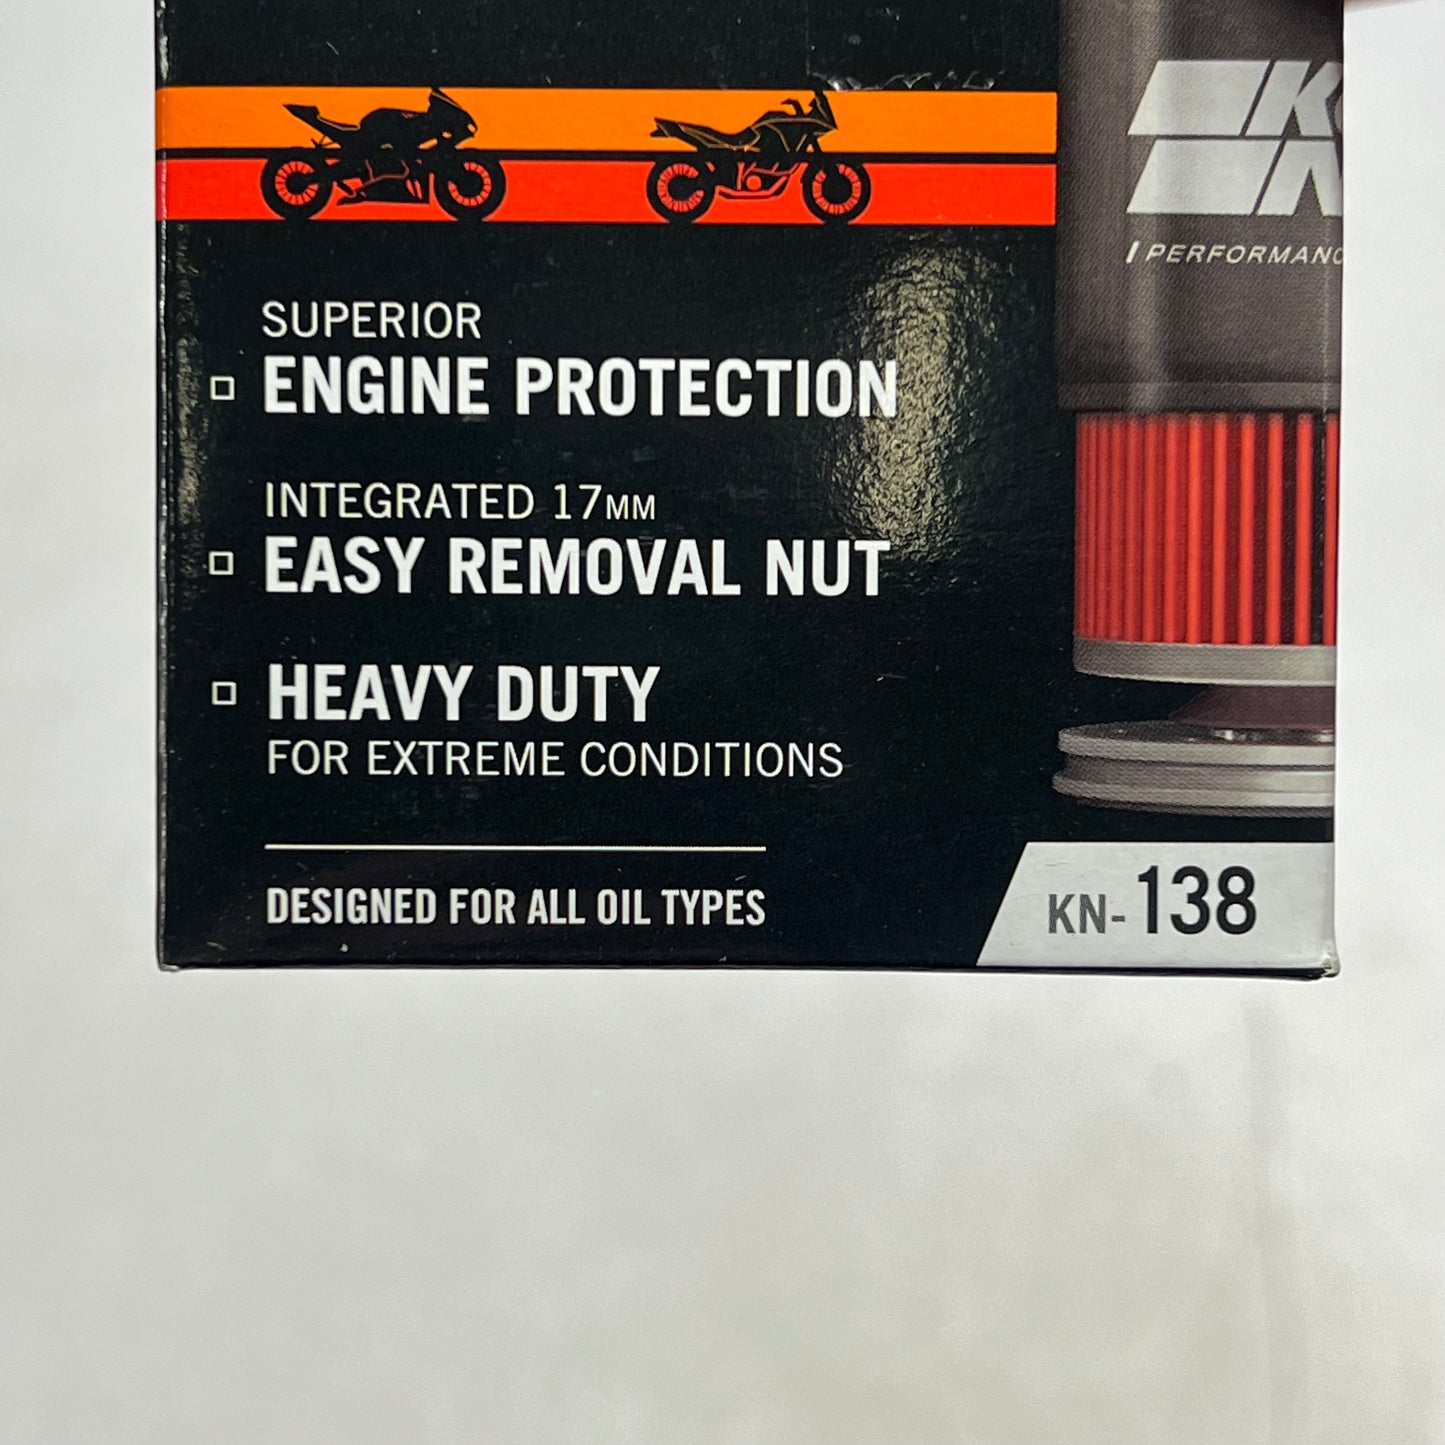 PERFORMANC
SUPERIOR
ENGINE PROTECTION
INTEGRATED 17MM
EASY REMOVAL NUT
HEAVY DUTY
FOR EXTREME CONDITIONS
DESIGNED FOR ALL OIL TYPES
KN-138